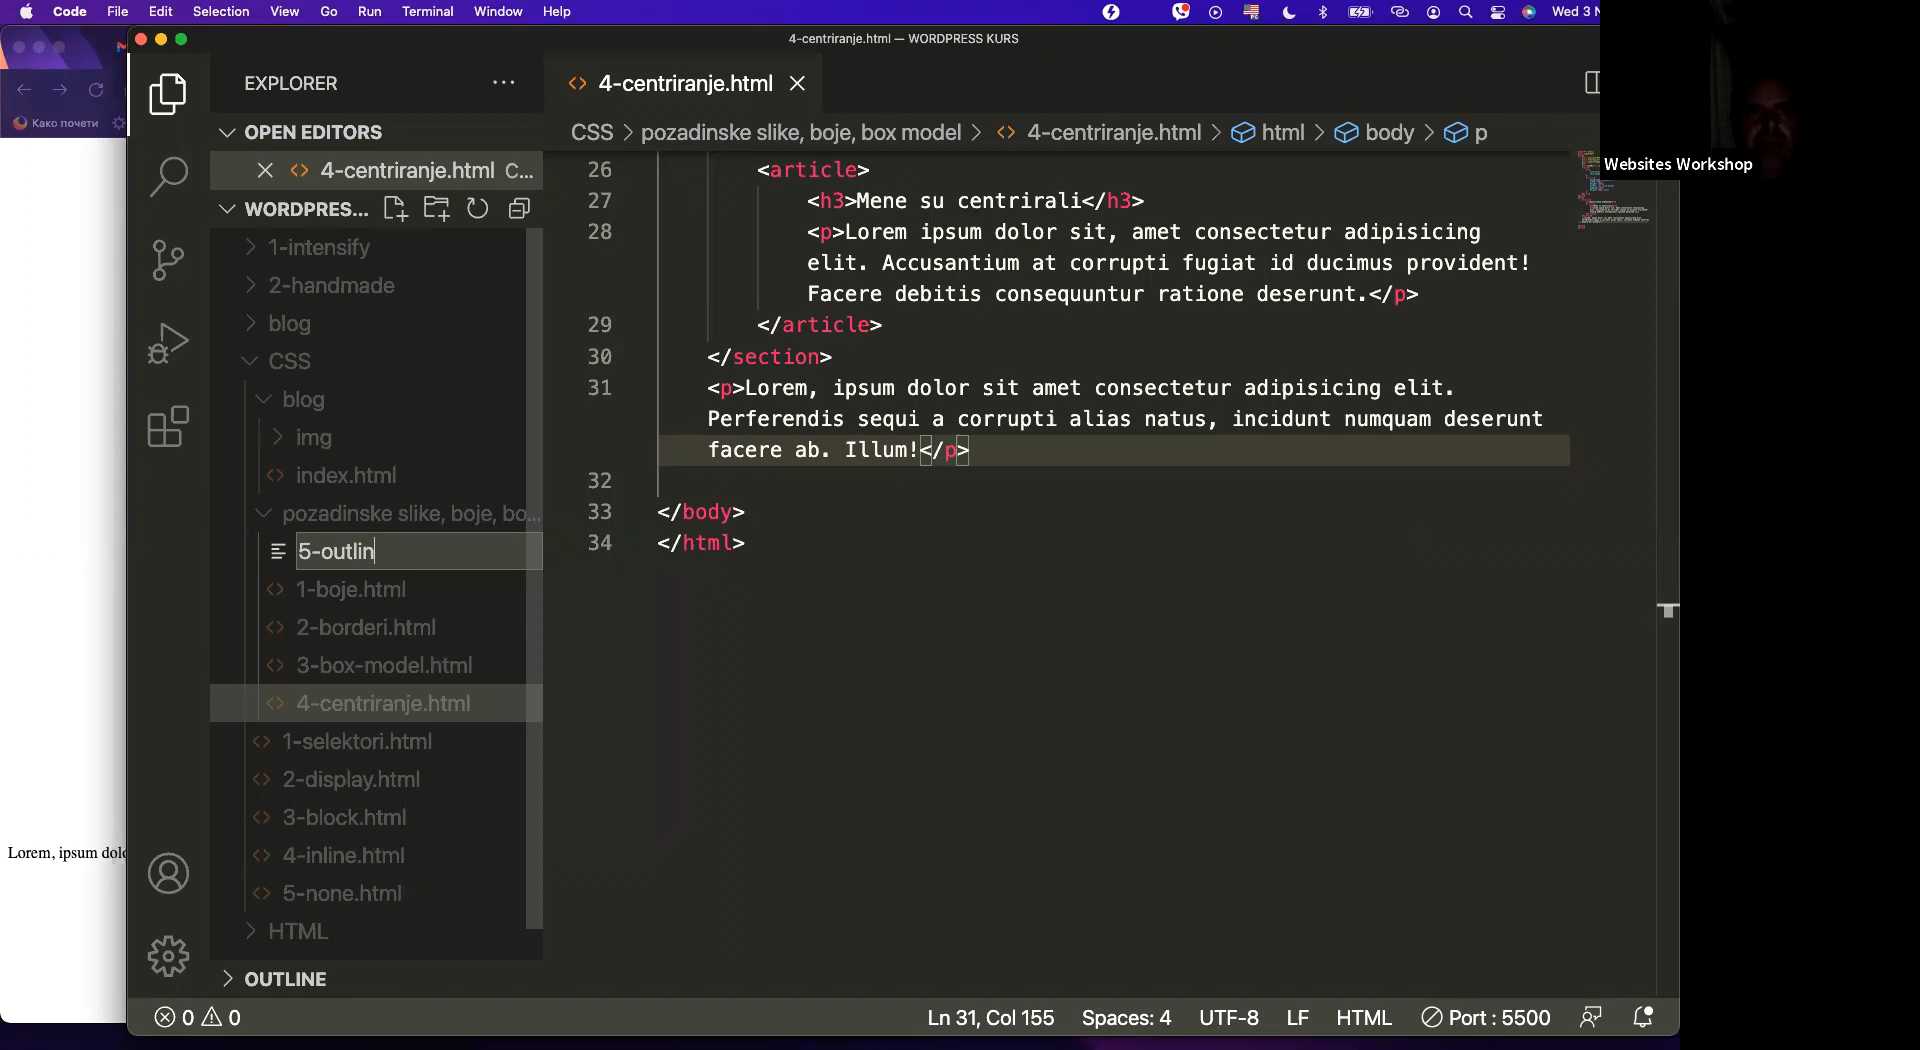 Code File Edit Selection View Go Run Terminal Window Help
Wed 3 N
4-centriranje.html — WORDPRESS KURS
Websites Workshop
Како почети
EXPLORER
4-centriranje.html
OPEN EDITORS
4-centriranje.html C...
CSS > pozadinske slike, boje, box model > 4-centriranje.html > html > body > p
WORDPRES...
1-intensify
2-handmade
blog
CSS
blog
img
index.html
pozadinske slike, boje, bo...
5-outlin
1-boje.html
2-borderi.html
3-box-model.html
4-centriranje.html
1-selektori.html
2-display.html
3-block.html
4-inline.html
5-none.html
HTML
OUTLINE
26 <article>
27 <h3>Mene su centrirali</h3>
28 <p>Lorem ipsum dolor sit, amet consectetur adipisicing
elit. Accusantium at corrupti fugiat id ducimus provident!
Facere debitis consequuntur ratione deserunt.</p>
29 </article>
30 </section>
31 <p>Lorem, ipsum dolor sit amet consectetur adipisicing elit.
Perferendis sequi a corrupti alias natus, incidunt numquam deserunt
facere ab. Illum!</p>
32
33 </body>
34 </html>
Lorem, ipsum dolo
0 0
Ln 31, Col 155 Spaces: 4 UTF-8 LF HTML Port : 5500